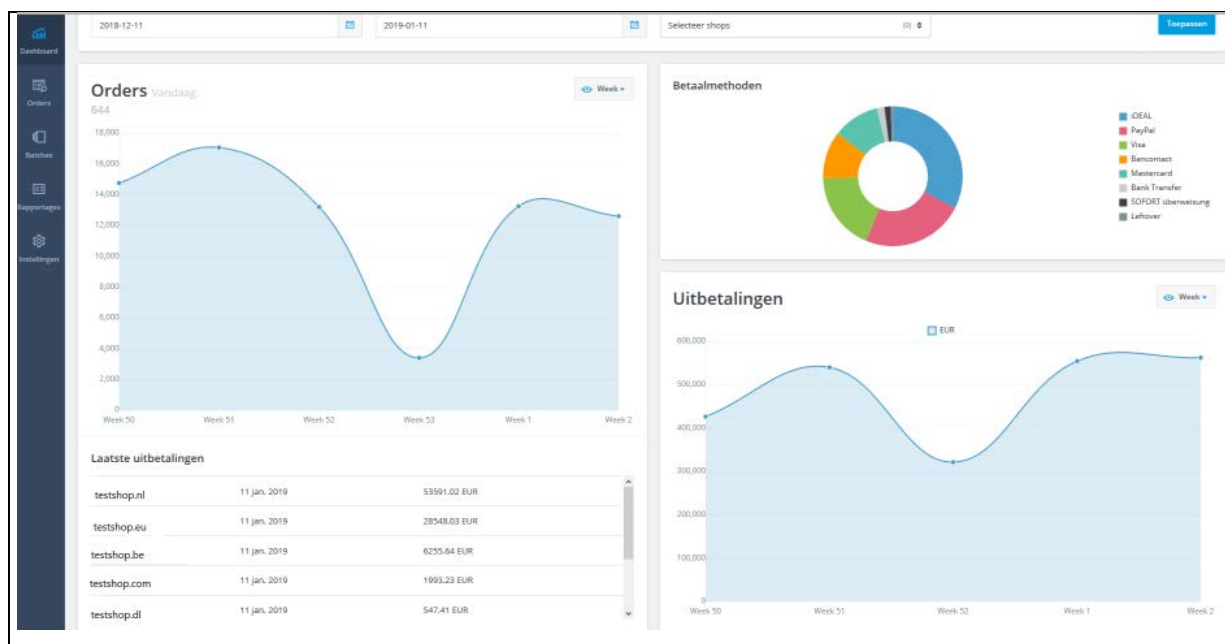 2018-12-11
2019-01-11
Selecteer shops
(0)
Toepassen
Dashboard
Orders
Batches
Rapportages
Instellingen
Orders Vandaag:
644
Week
18,000
16,000
14,000
12,000
10,000
8,000
6,000
4,000
2,000
0
Week 50
Week 51
Week 52
Week 53
Week 1
Week 2
Laatste uitbetalingen
testshop.nl 11 jan. 2019 53591.02 EUR
testshop.eu 11 jan. 2019 28548.03 EUR
testshop.be 11 jan. 2019 6255.64 EUR
testshop.com 11 jan. 2019 1993.23 EUR
testshop.dl 11 jan. 2019 547.41 EUR
Betaalmethoden
iDEAL
PayPal
Visa
Bancontact
Mastercard
Bank Transfer
SOFORT überweisung
Leftover
Uitbetalingen
Week
EUR
600,000
500,000
400,000
300,000
200,000
100,000
0
Week 50
Week 51
Week 52
Week 1
Week 2